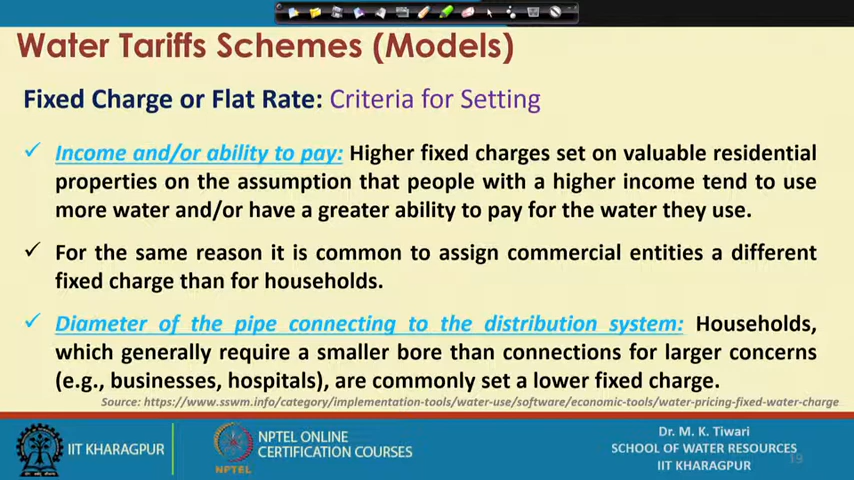 Water Tariffs Schemes (Models)
Fixed Charge or Flat Rate: Criteria for Setting
✓ Income and/or ability to pay: Higher fixed charges set on valuable residential
properties on the assumption that people with a higher income tend to use
more water and/or have a greater ability to pay for the water they use.
✓ For the same reason it is common to assign commercial entities a different
fixed charge than for households.
✓ Diameter of the pipe connecting to the distribution system: Households,
which generally require a smaller bore than connections for larger concerns
(e.g., businesses, hospitals), are commonly set a lower fixed charge.
Source: https://www.sswm.info/category/implementation-tools/water-use/software/economic-tools/water-pricing-fixed-water-charge
IIT KHARAGPUR
NPTEL
NPTEL ONLINE
CERTIFICATION COURSES
Dr. M. K. Tiwari
SCHOOL OF WATER RESOURCES
IIT KHARAGPUR
19